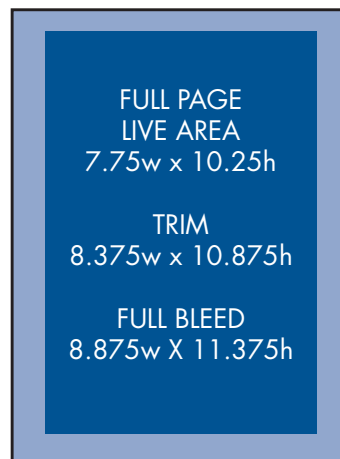 FULL PAGE
LIVE AREA
7.75w x 10.25h
TRIM
8.375w x 10.875h
FULL BLEED
8.875w X 11.375h